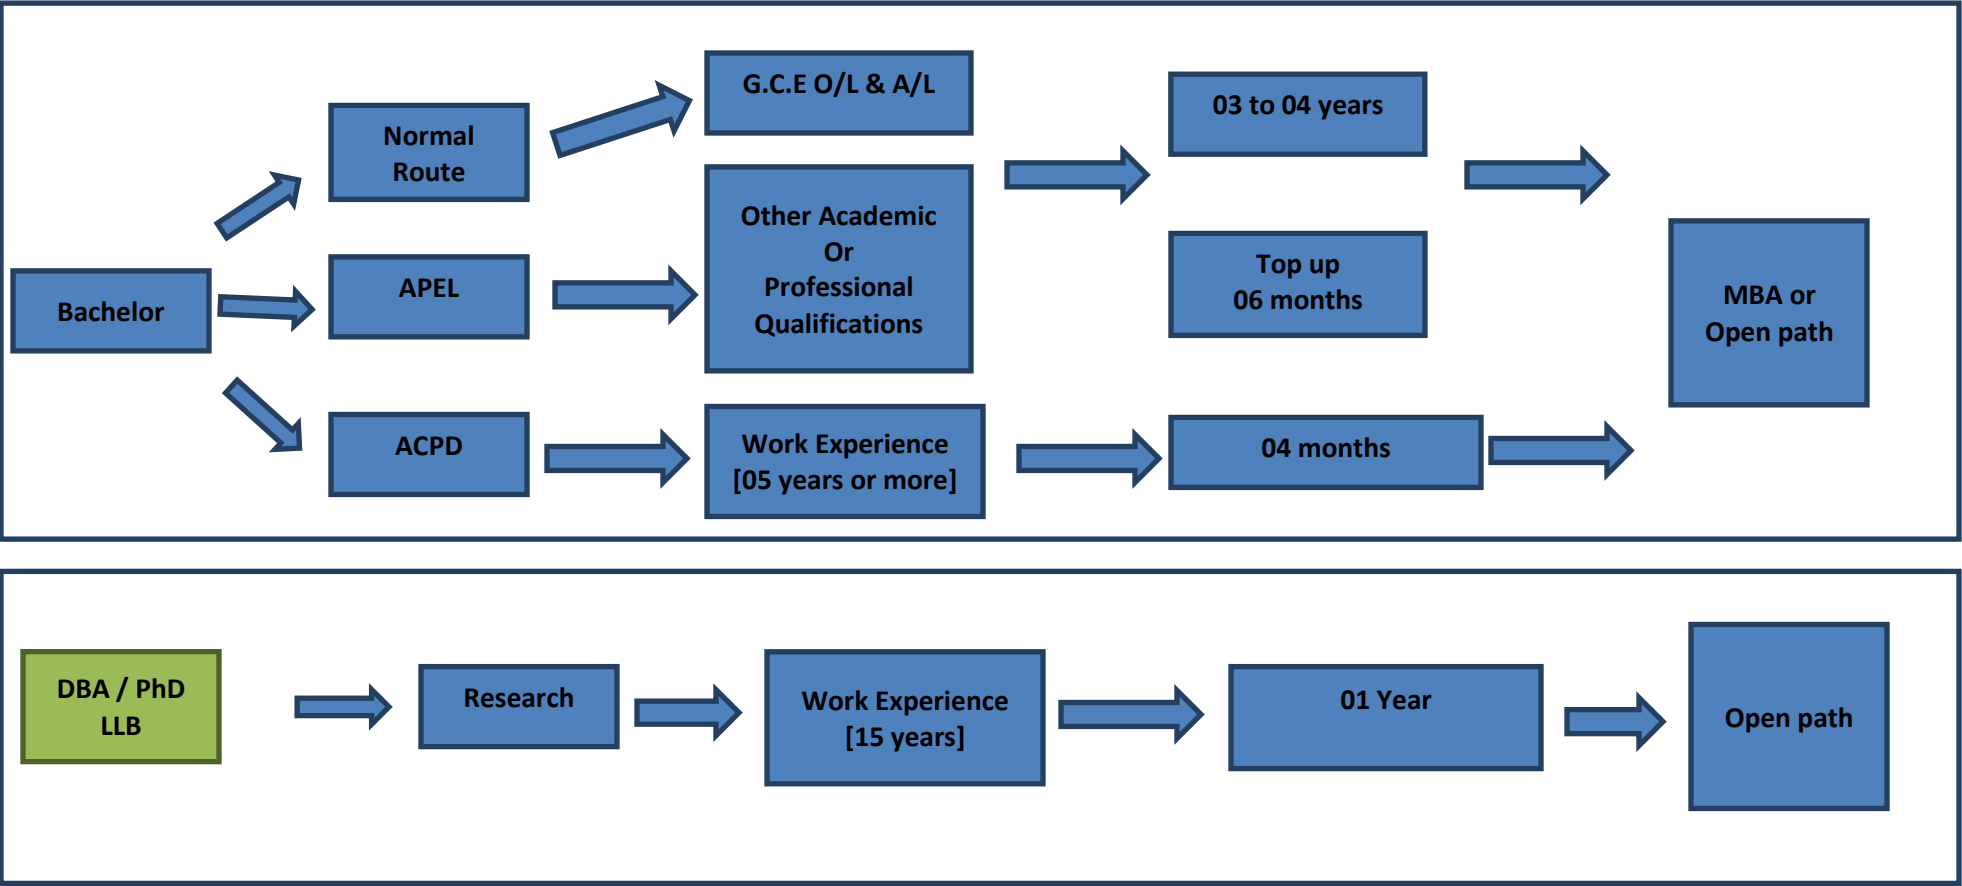 Bachelor
Normal
Route
APEL
ACPD
G.C.E O/L & A/L
Other Academic
Or
Professional
Qualifications
Work Experience
[05 years or more]
03 to 04 years
Top up
06 months
04 months
MBA or
Open path
DBA / PhD
LLB
Research
Work Experience
[15 years]
01 Year
Open path